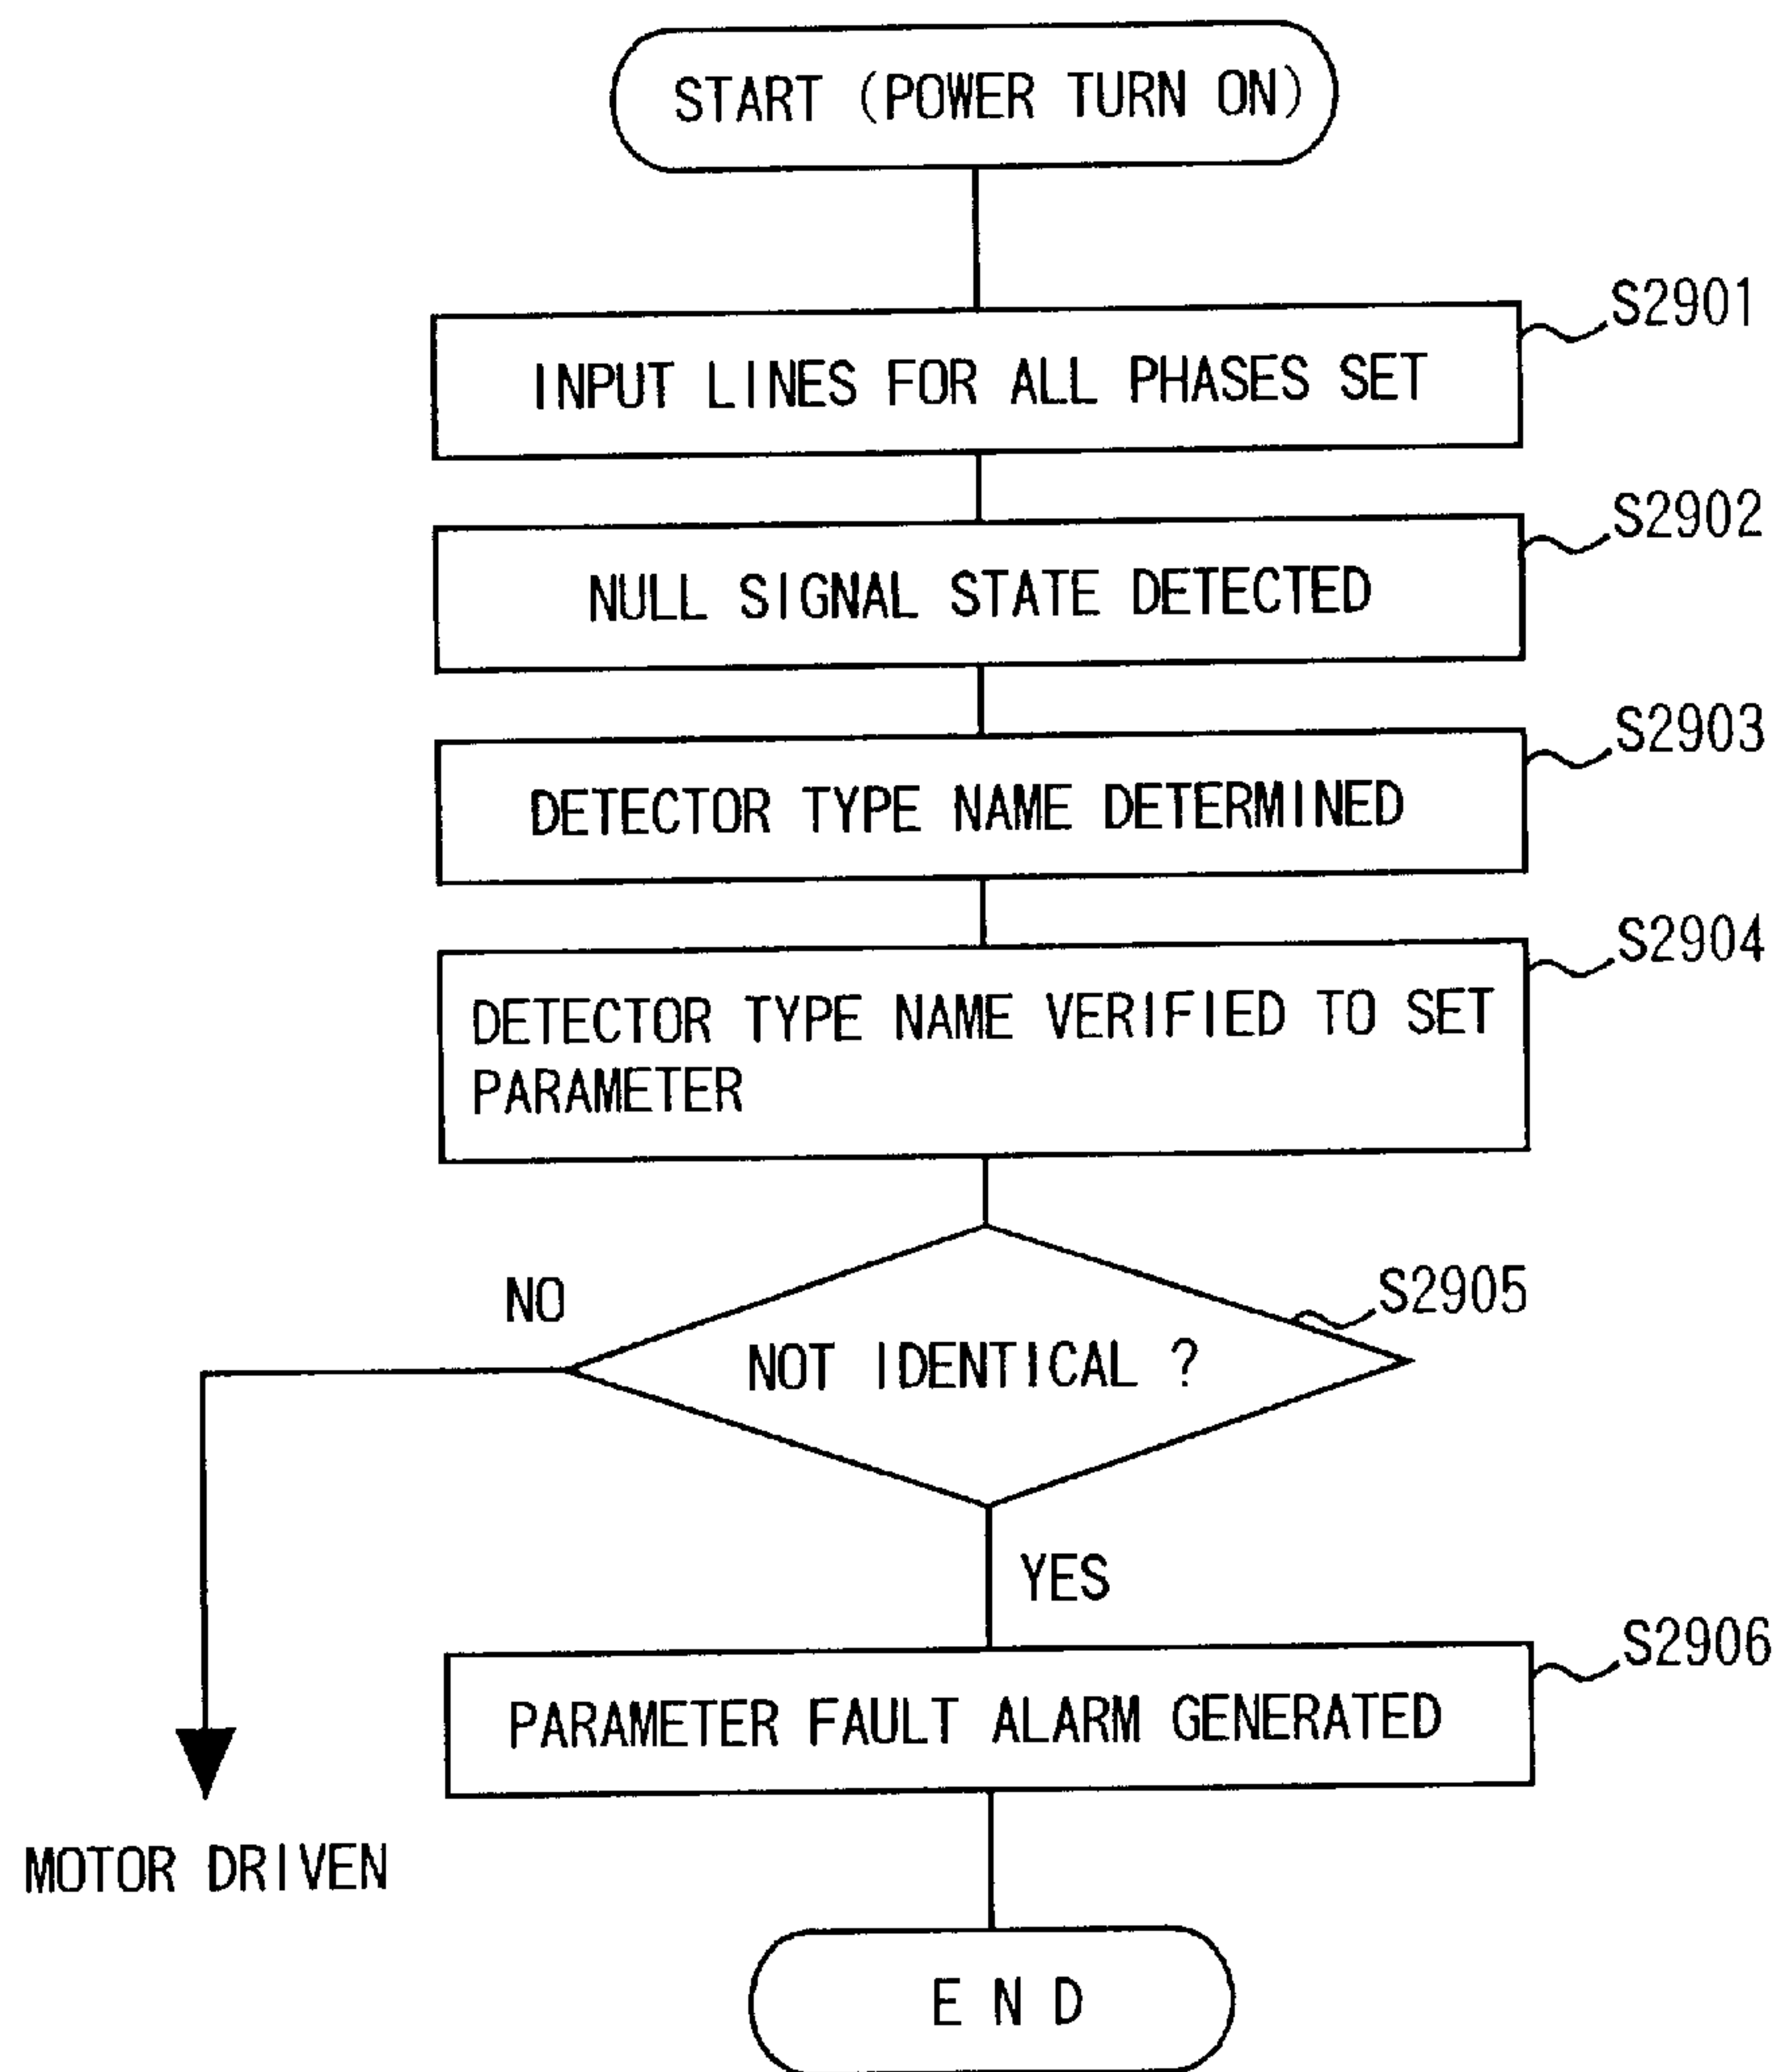 START (POWER TURN ON)
S2901
INPUT LINES FOR ALL PHASES SET
S2902
NULL SIGNAL STATE DETECTED
S2903
DETECTOR TYPE NAME DETERMINED
S2904
DETECTOR TYPE NAME VERIFIED TO SET
PARAMETER
NO
S2905
NOT IDENTICAL ?
YES
S2906
PARAMETER FAULT ALARM GENERATED
MOTOR DRIVEN
END